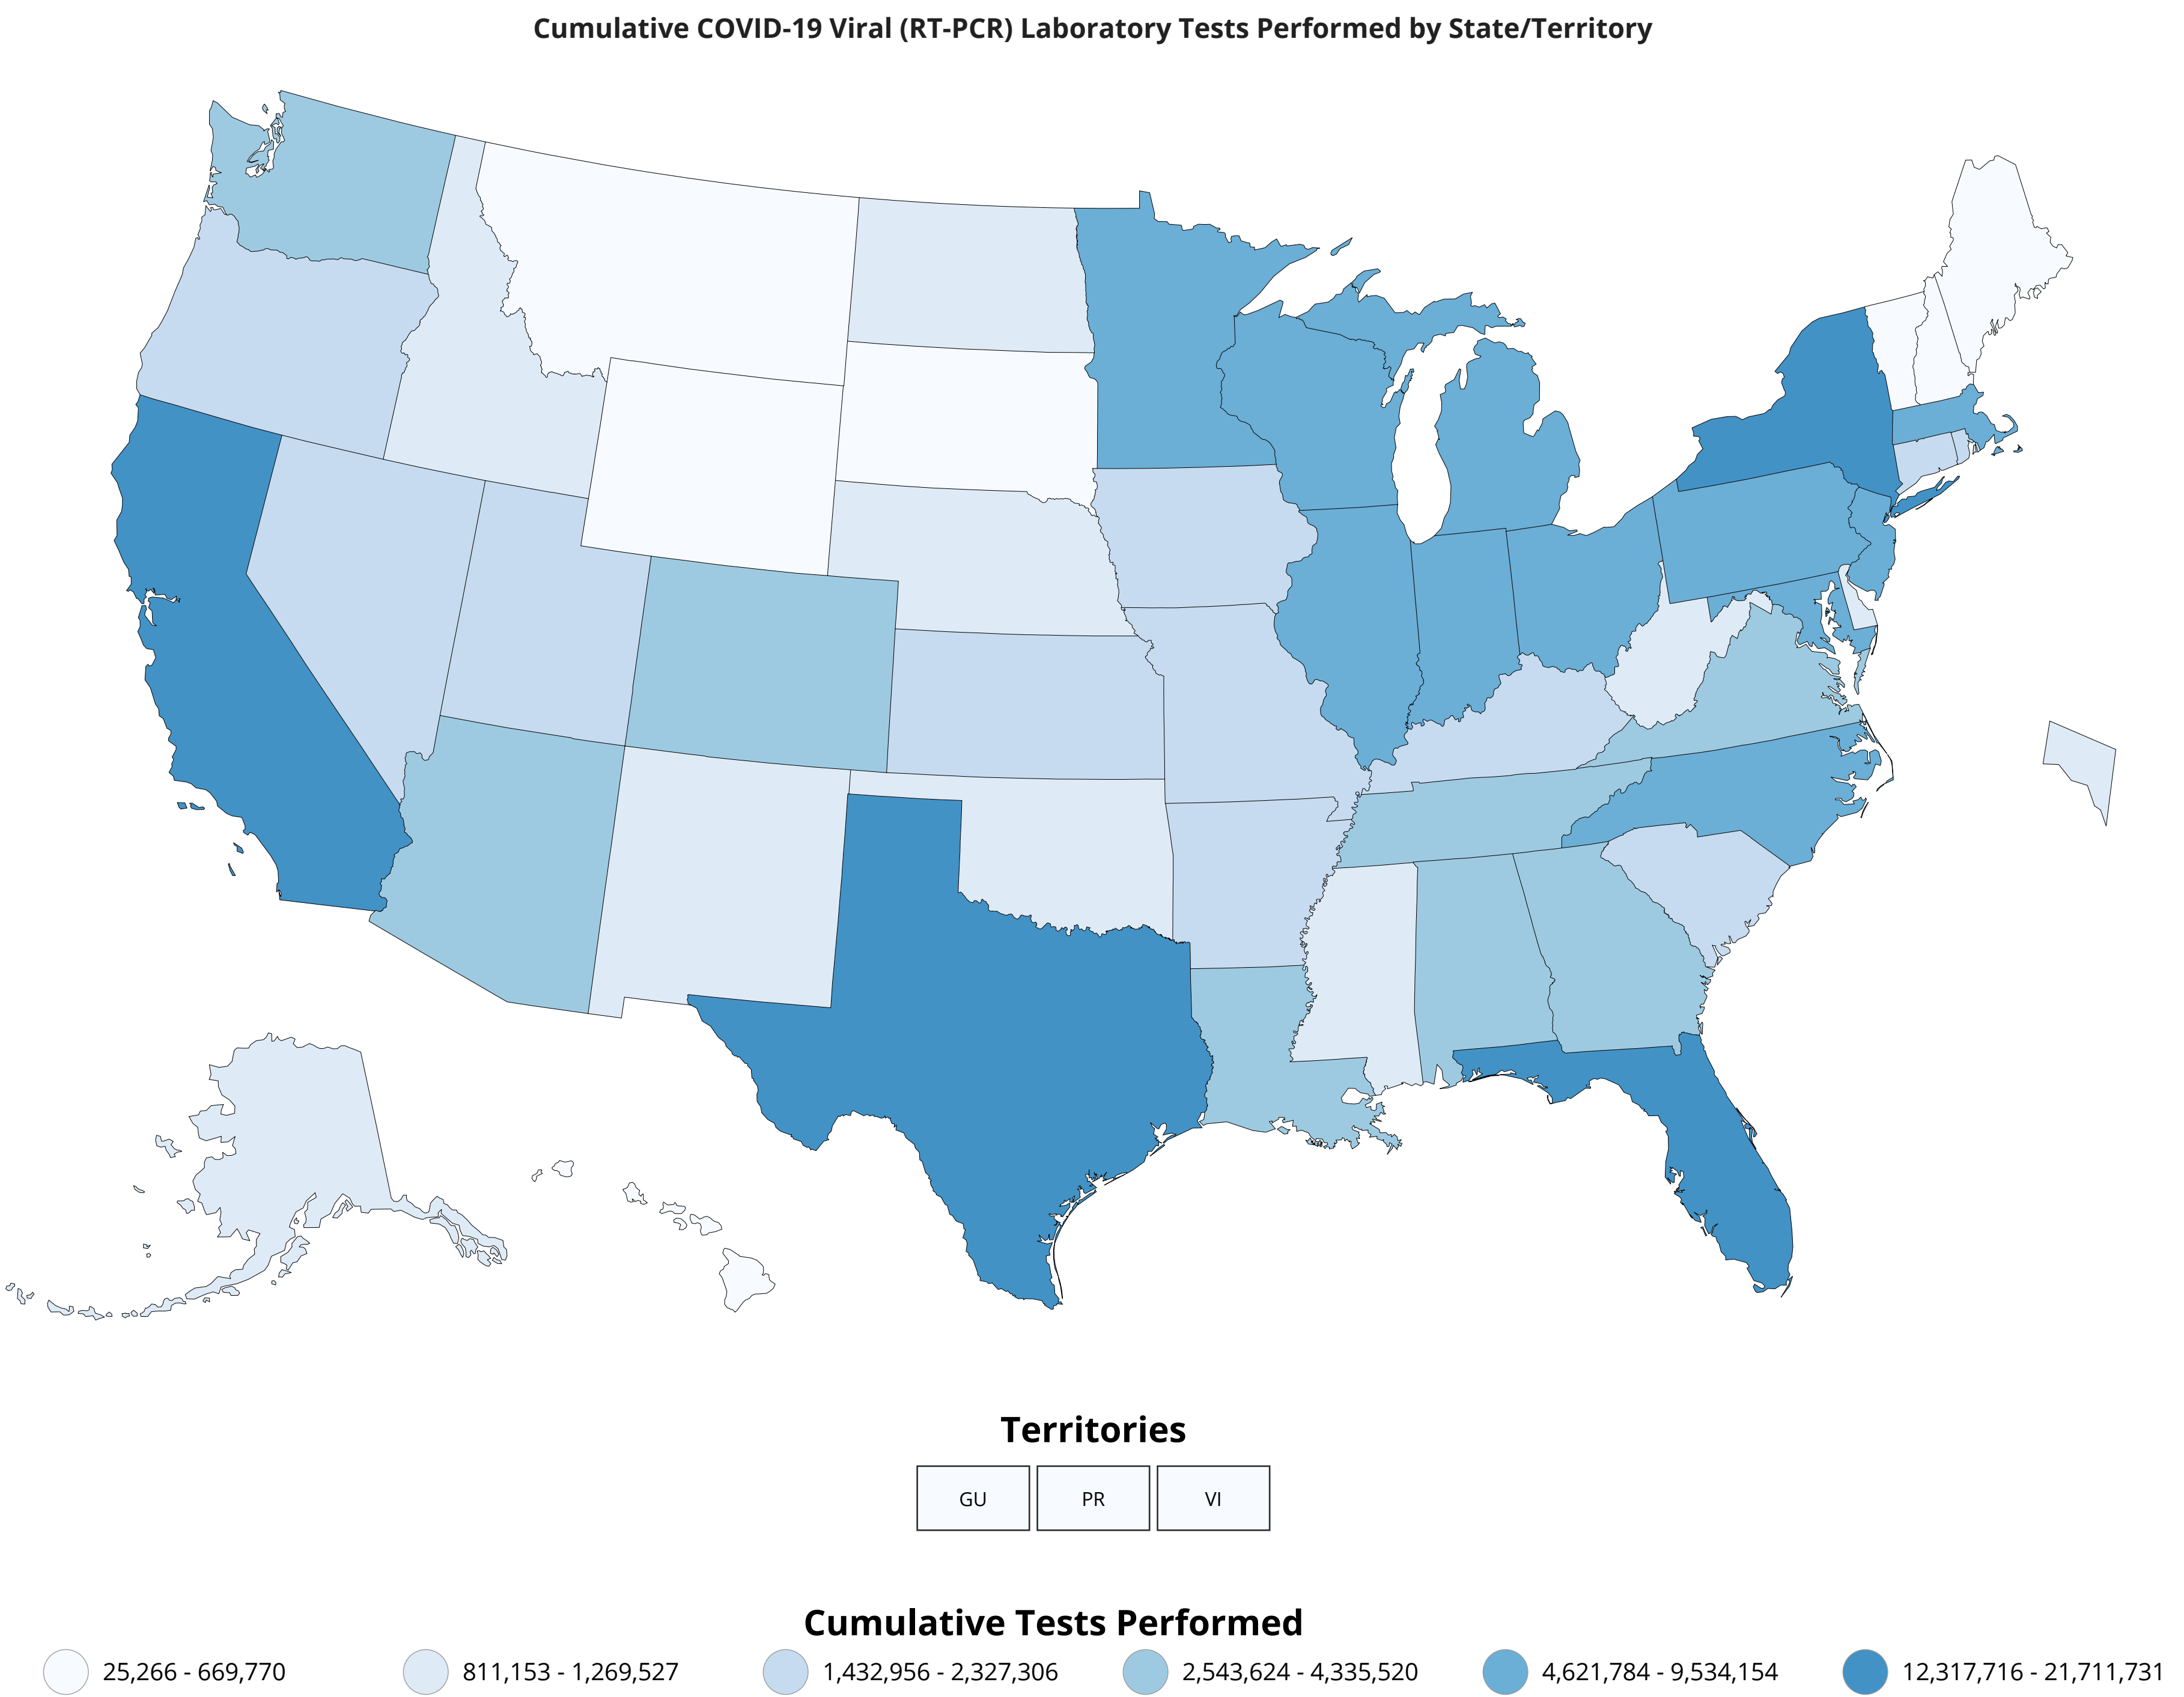 Cumulative COVID-19 Viral (RT-PCR) Laboratory Tests Performed by State/Territory
Territories
GU PR VI
Cumulative Tests Performed
25,266 - 669,770 811,153 - 1,269,527 1,432,956 - 2,327,306 2,543,624 - 4,335,520 4,621,784 - 9,534,154 12,317,716 - 21,711,731